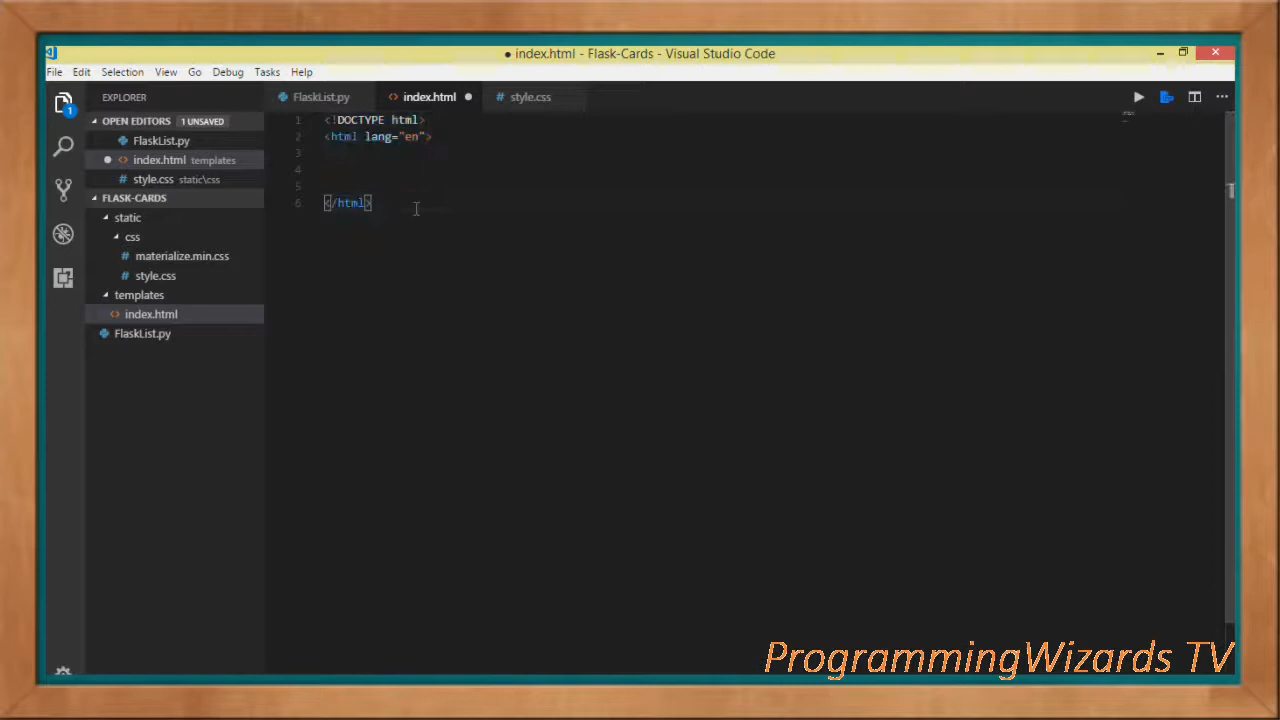 ● index.html - Flask-Cards - Visual Studio Code
File Edit Selection View Go Debug Tasks Help
EXPLORER
OPEN EDITORS 1 UNSAVED
FlaskList.py
index.html templates
style.css static\css
FLASK-CARDS
static
css
materialize.min.css
style.css
templates
index.html
FlaskList.py
1
FlaskList.py index.html ● style.css
1 <!DOCTYPE html>
2 <html lang="en">
3
4
5
6 </html>
ProgrammingWizards TV